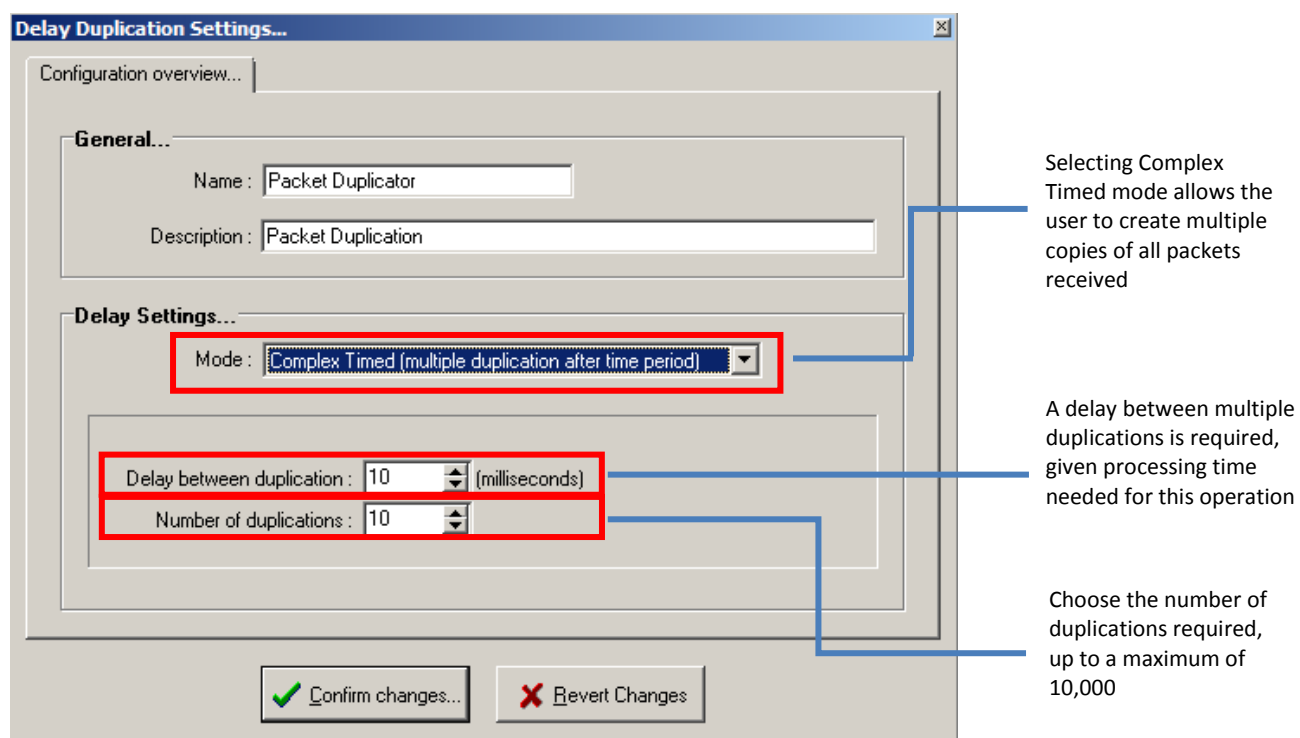 Delay Duplication Settings...
Configuration overview...
General...
Name : Packet Duplicator
Description : Packet Duplication
Delay Settings...
Mode : Complex Timed (multiple duplication after time period)
Delay between duplication : 10 (milliseconds)
Number of duplications : 10
Confirm changes...
Revert Changes
Selecting Complex
Timed mode allows the
user to create multiple
copies of all packets
received
A delay between multiple
duplications is required,
given processing time
needed for this operation
Choose the number of
duplications required,
up to a maximum of
10,000